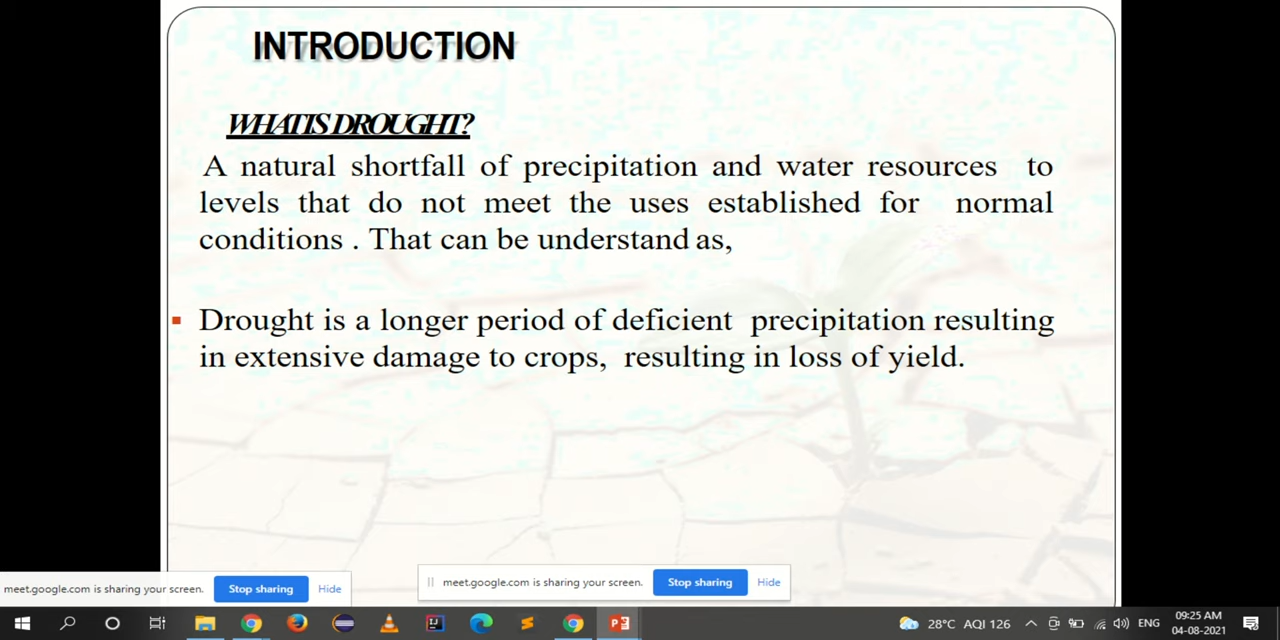 INTRODUCTION
WHAT IS DROUGHT?
A natural shortfall of precipitation and water resources to
levels that do not meet the uses established for normal
conditions . That can be understand as,
▪ Drought is a longer period of deficient precipitation resulting
in extensive damage to crops, resulting in loss of yield.
meet.google.com is sharing your screen. Stop sharing Hide
meet.google.com is sharing your screen. Stop sharing Hide
28°C AQI 126 ENG 09:25 AM
04-08-2021